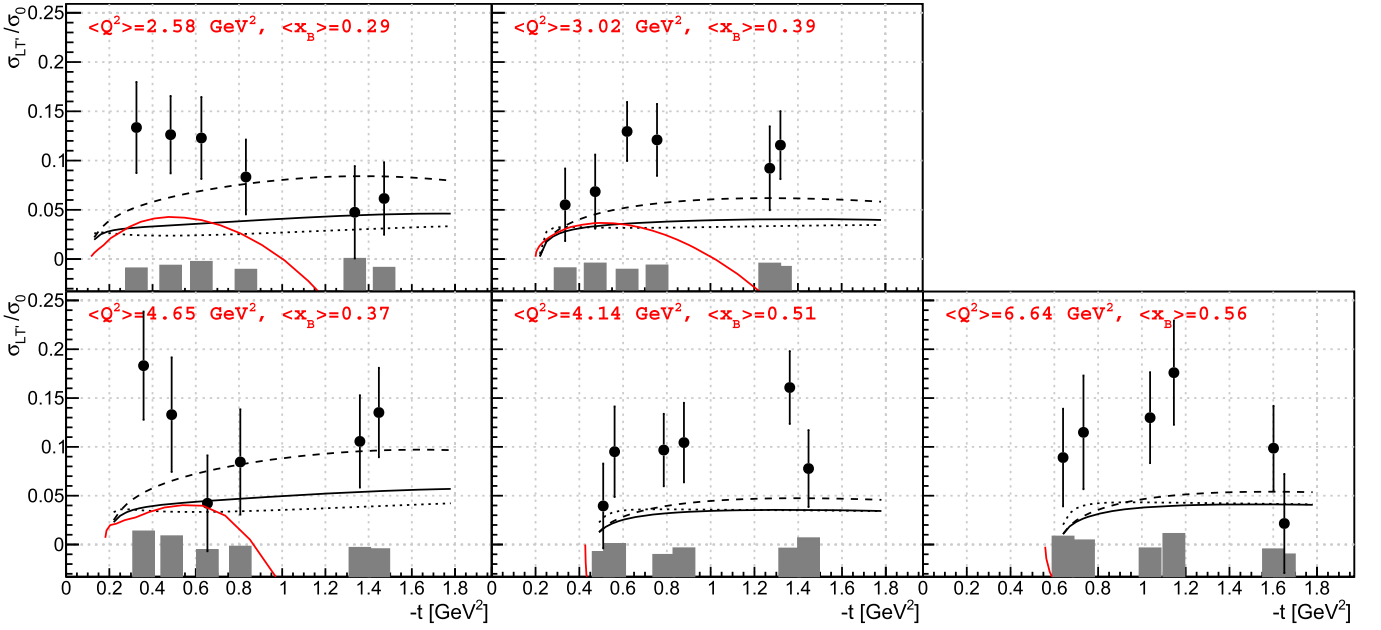 σ_LT'/σ_0
<Q²>=2.58 GeV², <x_B>=0.29
<Q²>=3.02 GeV², <x_B>=0.39
0.25
0.2
0.15
0.1
0.05
0
σ_LT'/σ_0
<Q²>=4.65 GeV², <x_B>=0.37
<Q²>=4.14 GeV², <x_B>=0.51
<Q²>=6.64 GeV², <x_B>=0.56
0.25
0.2
0.15
0.1
0.05
0
0 0.2 0.4 0.6 0.8 1 1.2 1.4 1.6 1.8
0 0.2 0.4 0.6 0.8 1 1.2 1.4 1.6 1.8
0 0.2 0.4 0.6 0.8 1 1.2 1.4 1.6 1.8
-t [GeV²]
-t [GeV²]
-t [GeV²]